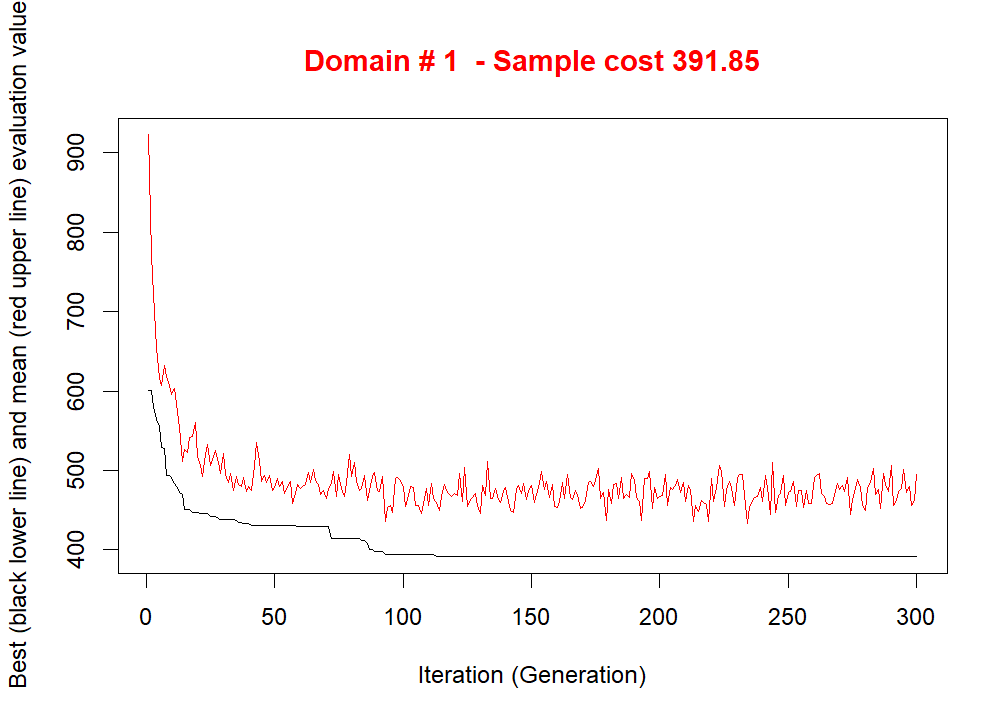 Domain # 1  - Sample cost 391.85
Best (black lower line) and mean (red upper line) evaluation value
900
800
700
600
500
400
0 50 100 150 200 250 300
Iteration (Generation)